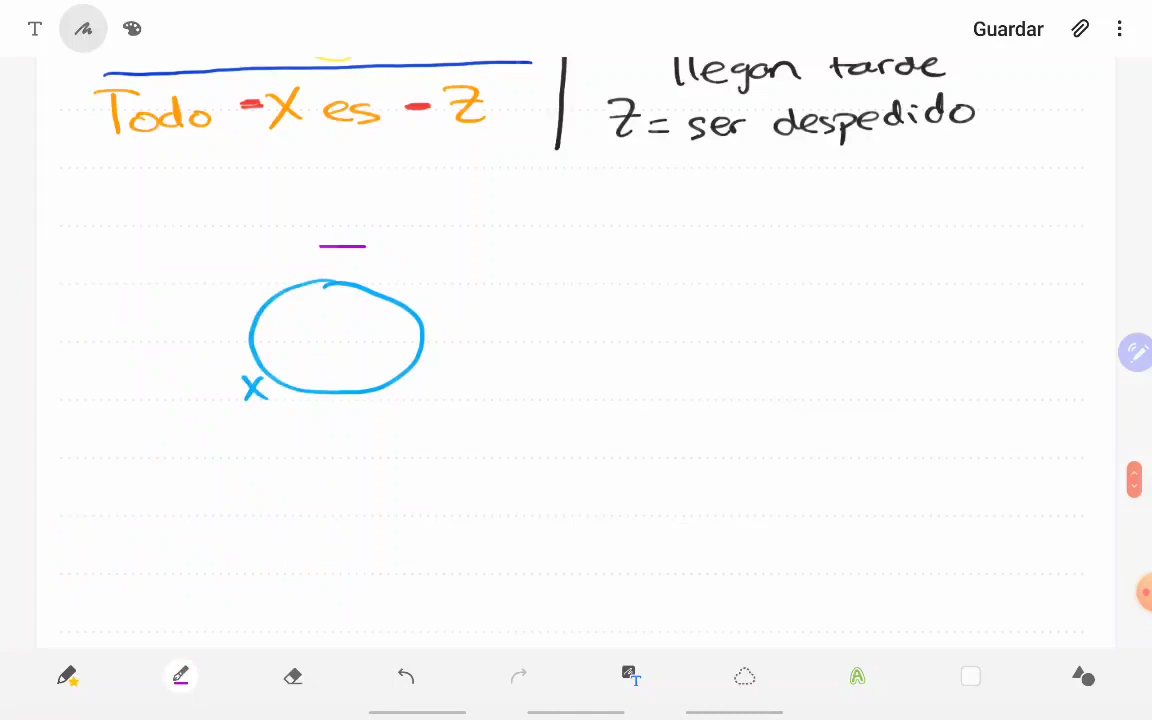 T Guardar
llegan tarde
Todo -X es - Z
Z = ser despedido
X
T
A